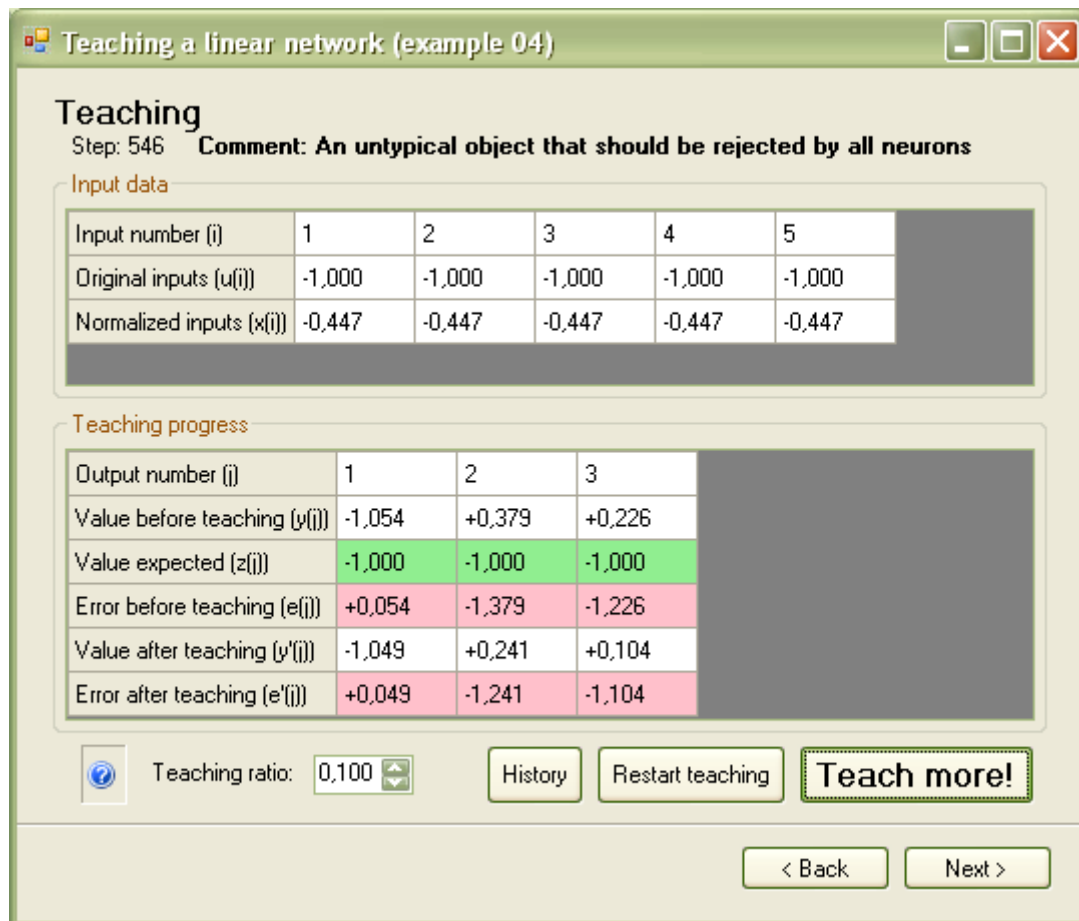 Teaching a linear network (example 04)
Teaching
Step: 546 Comment: An untypical object that should be rejected by all neurons
Input data
Input number (i) 1 2 3 4 5
Original inputs (u(i)) -1,000 -1,000 -1,000 -1,000 -1,000
Normalized inputs (x(i)) -0,447 -0,447 -0,447 -0,447 -0,447
Teaching progress
Output number (j) 1 2 3
Value before teaching (y(j)) -1,054 +0,379 +0,226
Value expected (z(j)) -1,000 -1,000 -1,000
Error before teaching (e(j)) +0,054 -1,379 -1,226
Value after teaching (y'(j)) -1,049 +0,241 +0,104
Error after teaching (e'(j)) +0,049 -1,241 -1,104
Teaching ratio: 0,100 History Restart teaching Teach more!
< Back Next >